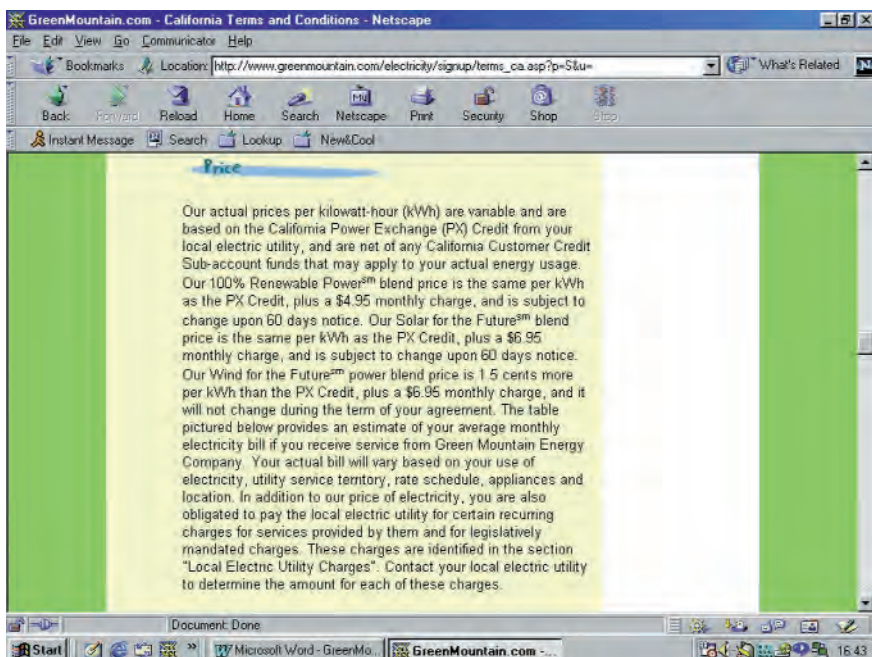 GreenMountain.com - California Terms and Conditions - Netscape
File Edit View Go Communicator Help
Bookmarks Location: http://www.greenmountain.com/electricity/signup/terms_ca.asp?p=S&u= What's Related N
Back Forward Reload Home Search Netscape Print Security Shop Stop
Instant Message Search Lookup New&Cool
Price
Our actual prices per kilowatt-hour (kWh) are variable and are
based on the California Power Exchange (PX) Credit from your
local electric utility, and are net of any California Customer Credit
Sub-account funds that may apply to your actual energy usage.
Our 100% Renewable Power℠ blend price is the same per kWh
as the PX Credit, plus a $4.95 monthly charge, and is subject to
change upon 60 days notice. Our Solar for the Future℠ blend
price is the same per kWh as the PX Credit, plus a $6.95
monthly charge, and is subject to change upon 60 days notice.
Our Wind for the Future℠ power blend price is 1.5 cents more
per kWh than the PX Credit, plus a $6.95 monthly charge, and it
will not change during the term of your agreement. The table
pictured below provides an estimate of your average monthly
electricity bill if you receive service from Green Mountain Energy
Company. Your actual bill will vary based on your use of
electricity, utility service territory, rate schedule, appliances and
location. In addition to our price of electricity, you are also
obligated to pay the local electric utility for certain recurring
charges for services provided by them and for legislatively
mandated charges. These charges are identified in the section
"Local Electric Utility Charges". Contact your local electric utility
to determine the amount for each of these charges.
Document: Done
Start » Microsoft Word - GreenMo... GreenMountain.com -... 16:43